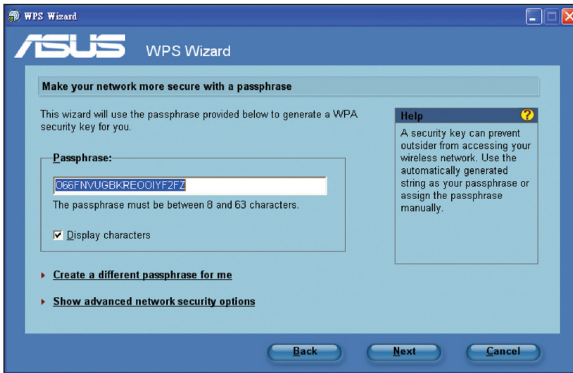 WPS Wizard
ASUS WPS Wizard
Make your network more secure with a passphrase
This wizard will use the passphrase provided below to generate a WPA
security key for you.
Passphrase:
O66FNVUGBKREOOIYF2FZ
The passphrase must be between 8 and 63 characters.
Display characters
Create a different passphrase for me
Show advanced network security options
Help ?
A security key can prevent
outsider from accessing your
wireless network. Use the
automatically generated
string as your passphrase or
assign the passphrase
manually.
Back Next Cancel